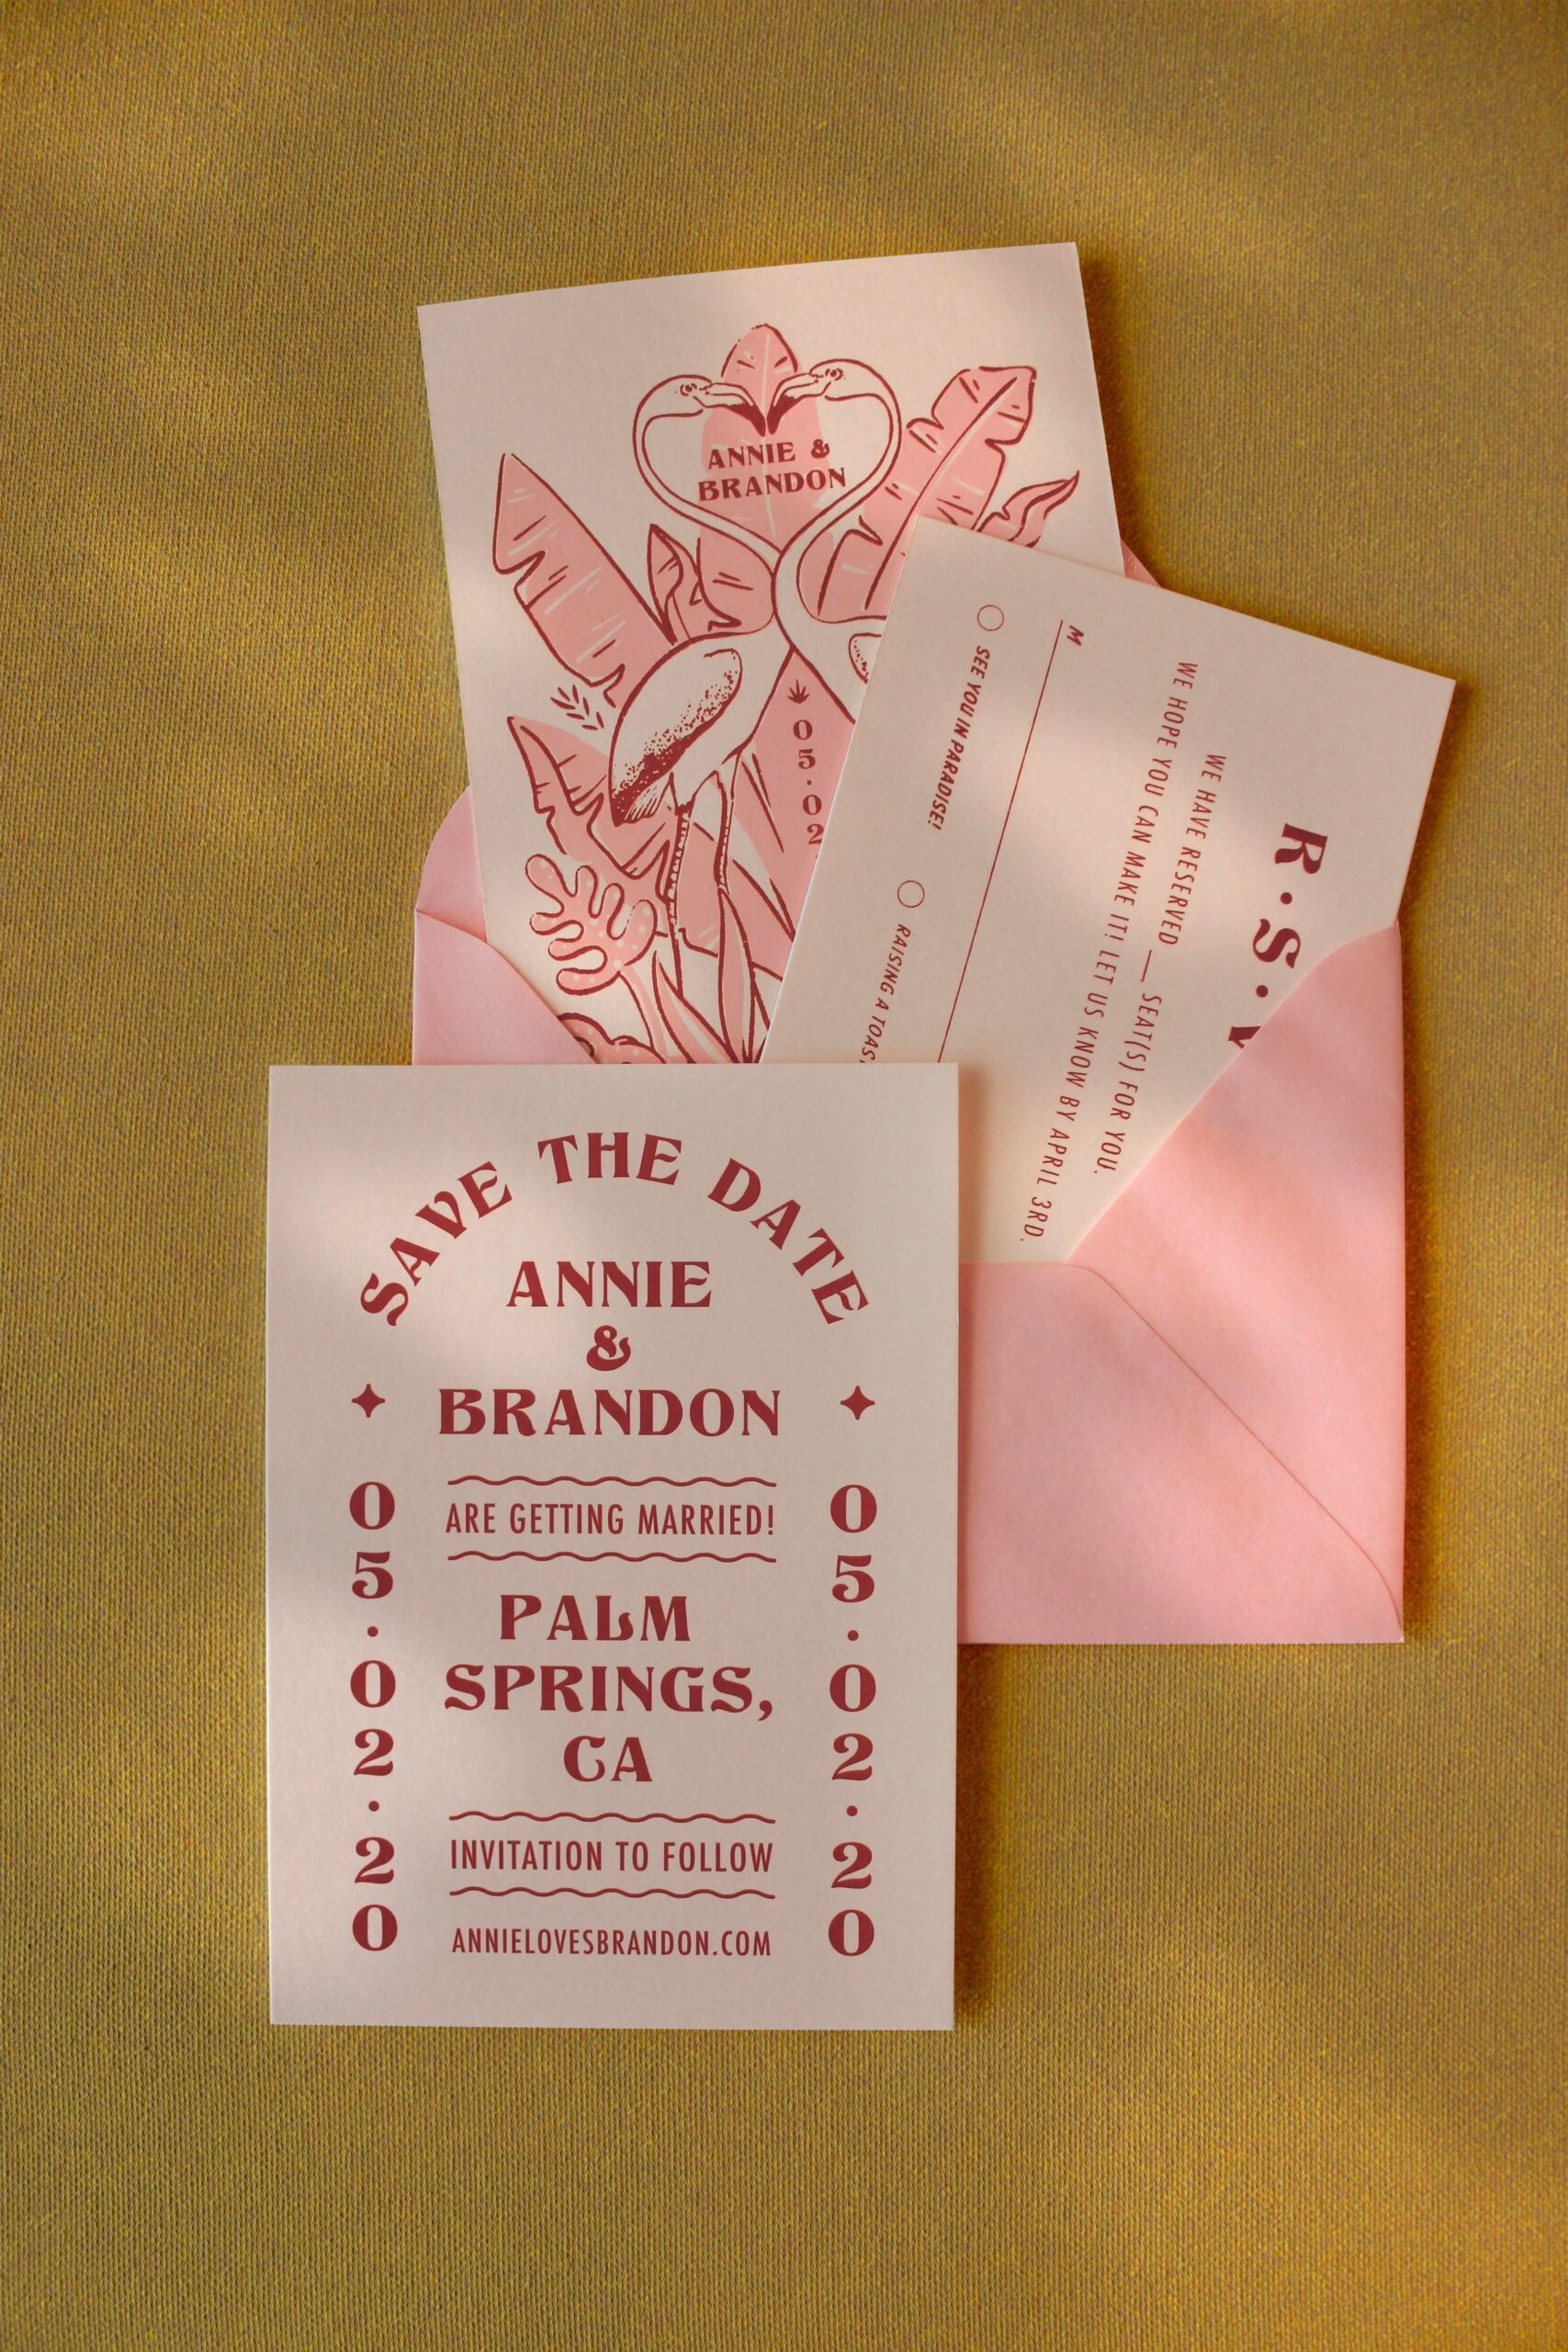 ANNIE &
BRANDON
05.02
R.S.V
WE HAVE RESERVED __ SEAT(S) FOR YOU.
WE HOPE YOU CAN MAKE IT! LET US KNOW BY APRIL 3RD.
M
SEE YOU IN PARADISE!
RAISING A TOAS
SAVE THE DATE
ANNIE
&
BRANDON
ARE GETTING MARRIED!
PALM
SPRINGS,
CA
INVITATION TO FOLLOW
ANNIELOVESBRANDON.COM
05.02.20
05.02.20